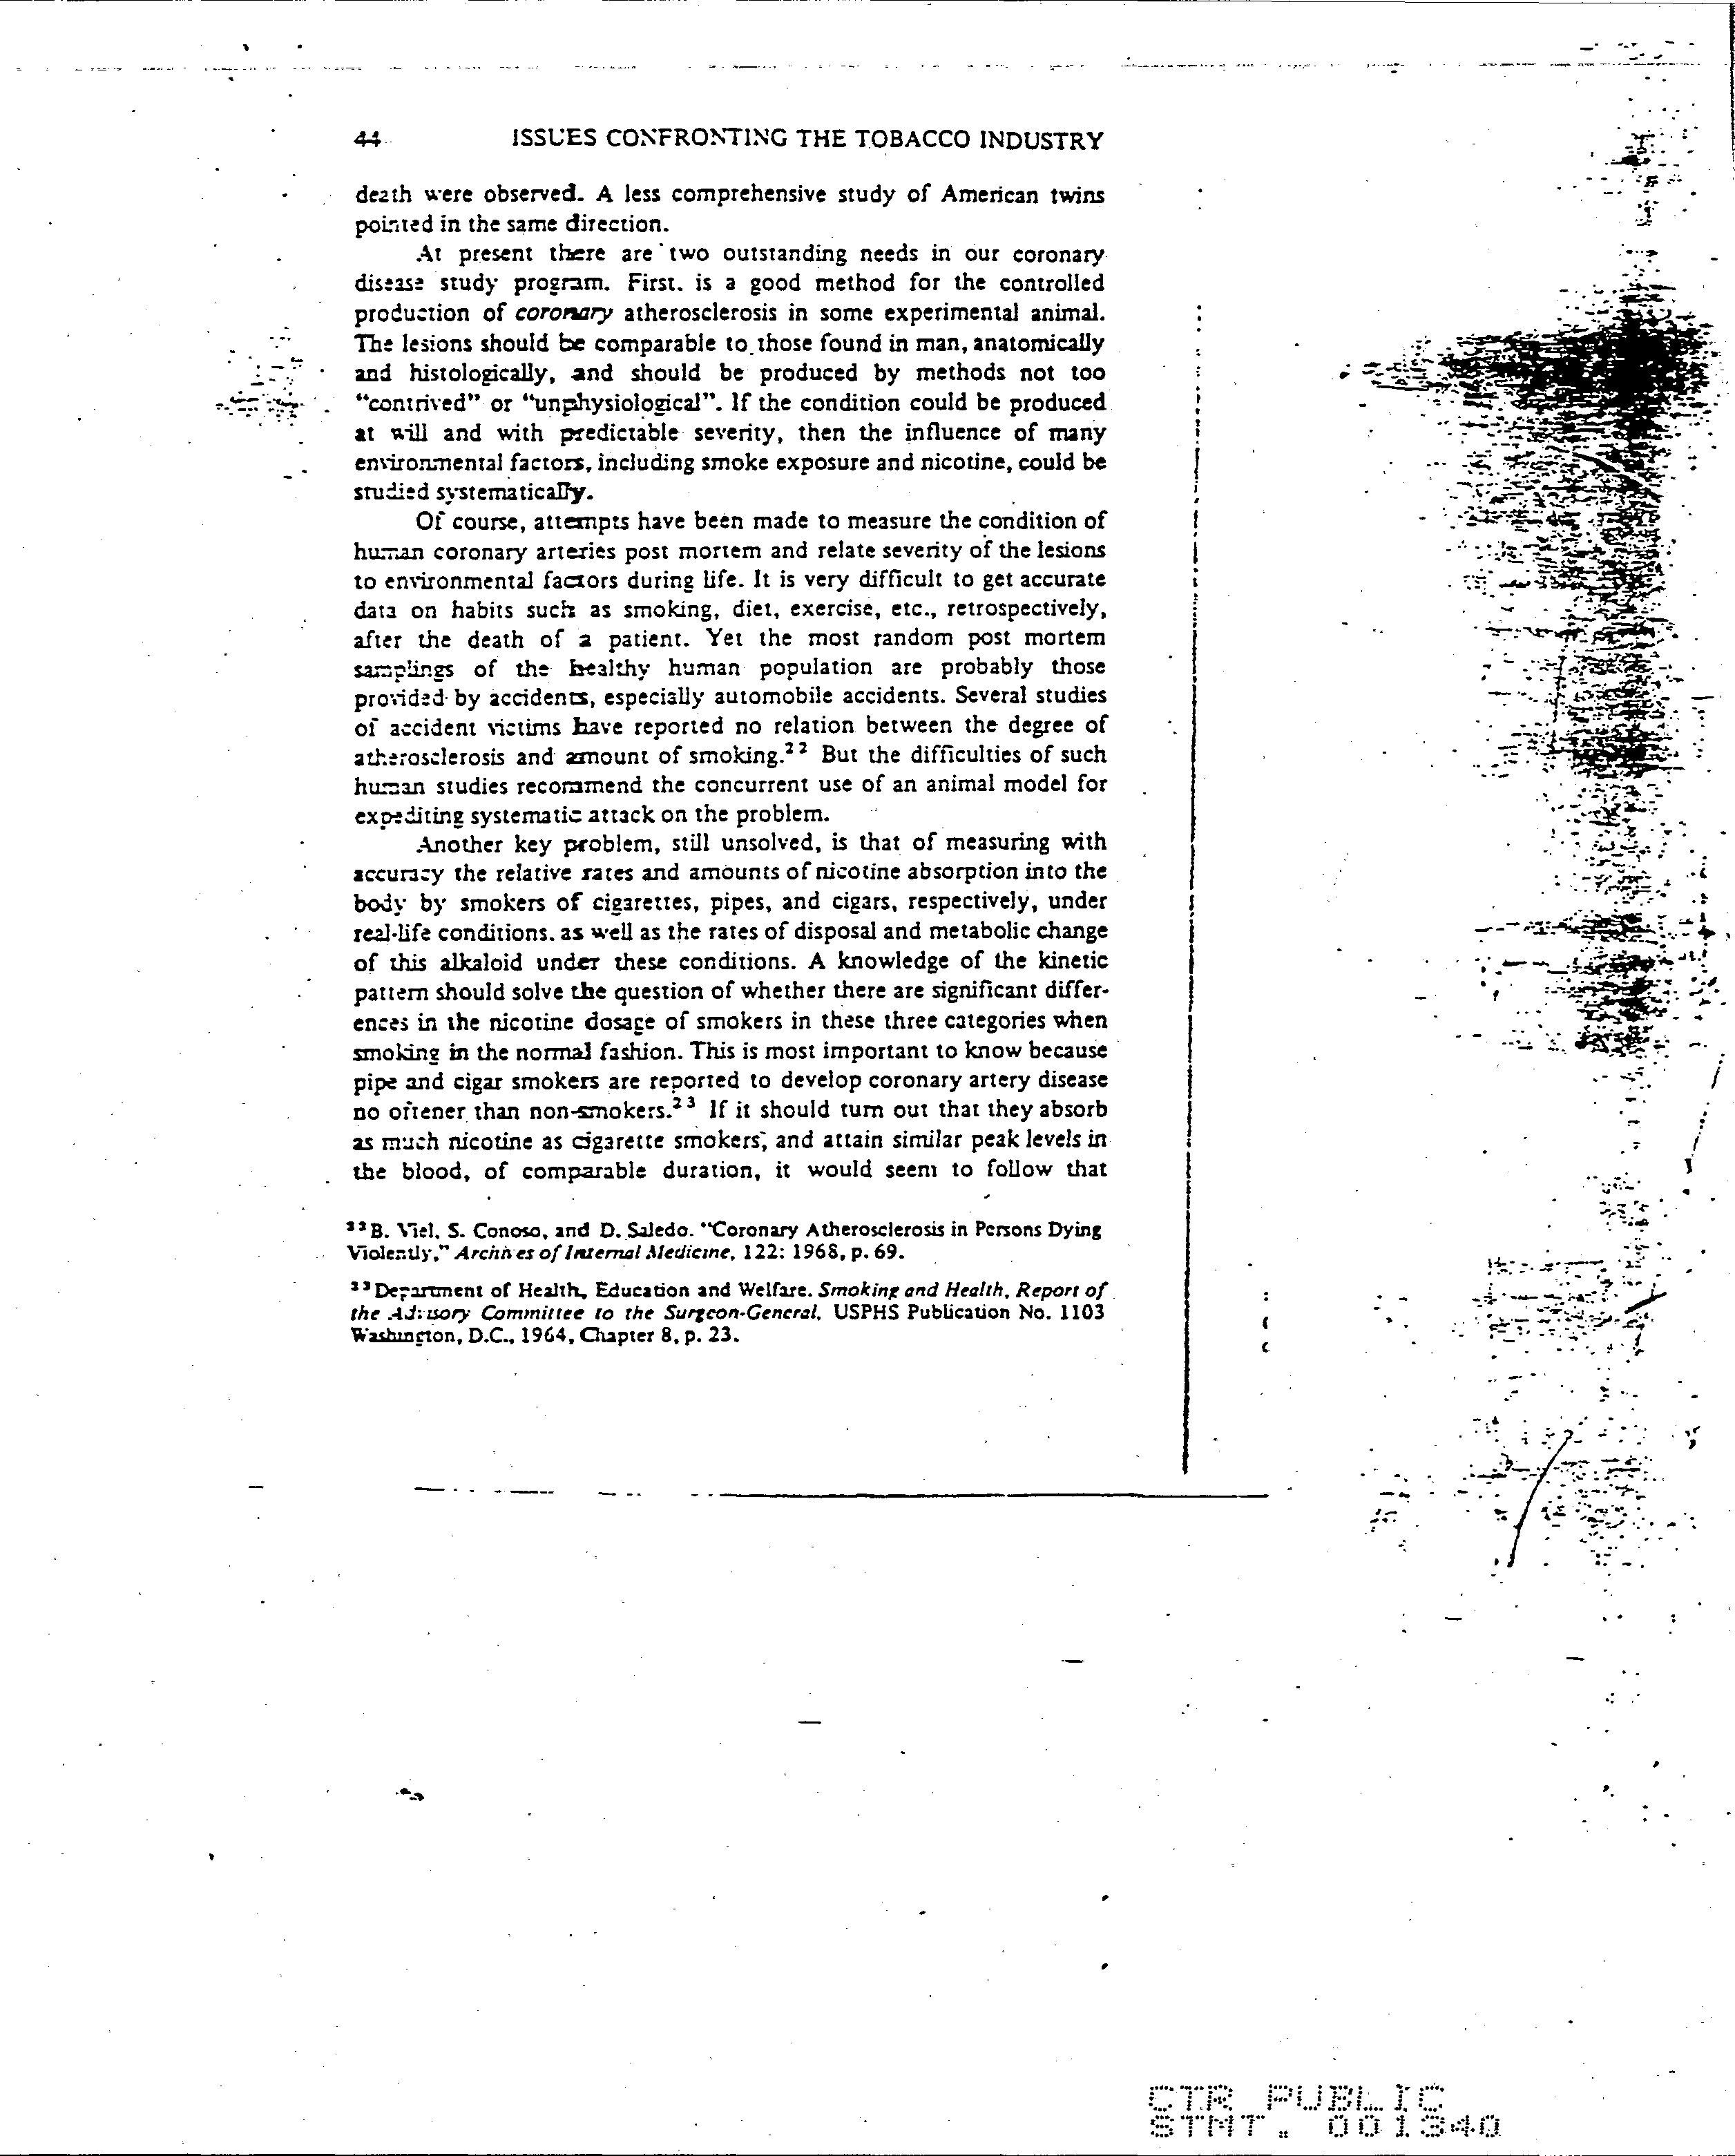 44 ISSUES CONFRONTING THE TOBACCO INDUSTRY
death were observed. A less comprehensive study of American twins
pointed in the same direction.
At present there are two outstanding needs in our coronary
disease study program. First. is a good method for the controlled
production of coronary atherosclerosis in some experimental animal.
The lesions should be comparable to those found in man, anatomically
and histologically, and should be produced by methods not too
“contrived” or “unphysiological”. If the condition could be produced
at will and with predictable severity, then the influence of many
environmental factors, including smoke exposure and nicotine, could be
studied systematically.
Of course, attempts have been made to measure the condition of
human coronary arteries post mortem and relate severity of the lesions
to environmental factors during life. It is very difficult to get accurate
data on habits such as smoking, diet, exercise, etc., retrospectively,
after the death of a patient. Yet the most random post mortem
samplings of the healthy human population are probably those
provided by accidents, especially automobile accidents. Several studies
of accident victims have reported no relation between the degree of
atherosclerosis and amount of smoking.22 But the difficulties of such
human studies recommend the concurrent use of an animal model for
expediting systematic attack on the problem.
Another key problem, still unsolved, is that of measuring with
accuracy the relative rates and amounts of nicotine absorption into the
body by smokers of cigarettes, pipes, and cigars, respectively, under
real-life conditions. as well as the rates of disposal and metabolic change
of this alkaloid under these conditions. A knowledge of the kinetic
pattern should solve the question of whether there are significant differ-
ences in the nicotine dosage of smokers in these three categories when
smoking in the normal fashion. This is most important to know because
pipe and cigar smokers are reported to develop coronary artery disease
no oftener than non-smokers.23 If it should turn out that they absorb
as much nicotine as cigarette smokers, and attain similar peak levels in
the blood, of comparable duration, it would seem to follow that
22 B. Viel, S. Conoso, and D. Saledo. “Coronary Atherosclerosis in Persons Dying
Violently,” Archives of Internal Medicine, 122: 1968, p. 69.
23 Department of Health, Education and Welfare. Smoking and Health, Report of
the Advisory Committee to the Surgeon-General, USPHS Publication No. 1103
Washington, D.C., 1964, Chapter 8, p. 23.
CTR PUBLIC
STMT. 001340